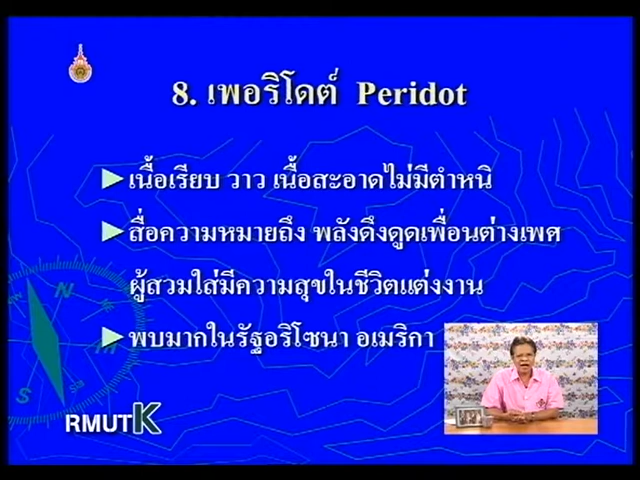 8. เพอริโดต์ Peridot
▶เนื้อเรียบ วาว เนื้อสะอาดไม่มีตำหนิ
▶สื่อความหมายถึง พลังดึงดูดเพื่อนต่างเพศ
ผู้สวมใส่มีความสุขในชีวิตแต่งงาน
▶พบมากในรัฐอริโซนา อเมริกา
N
S
RMUTK